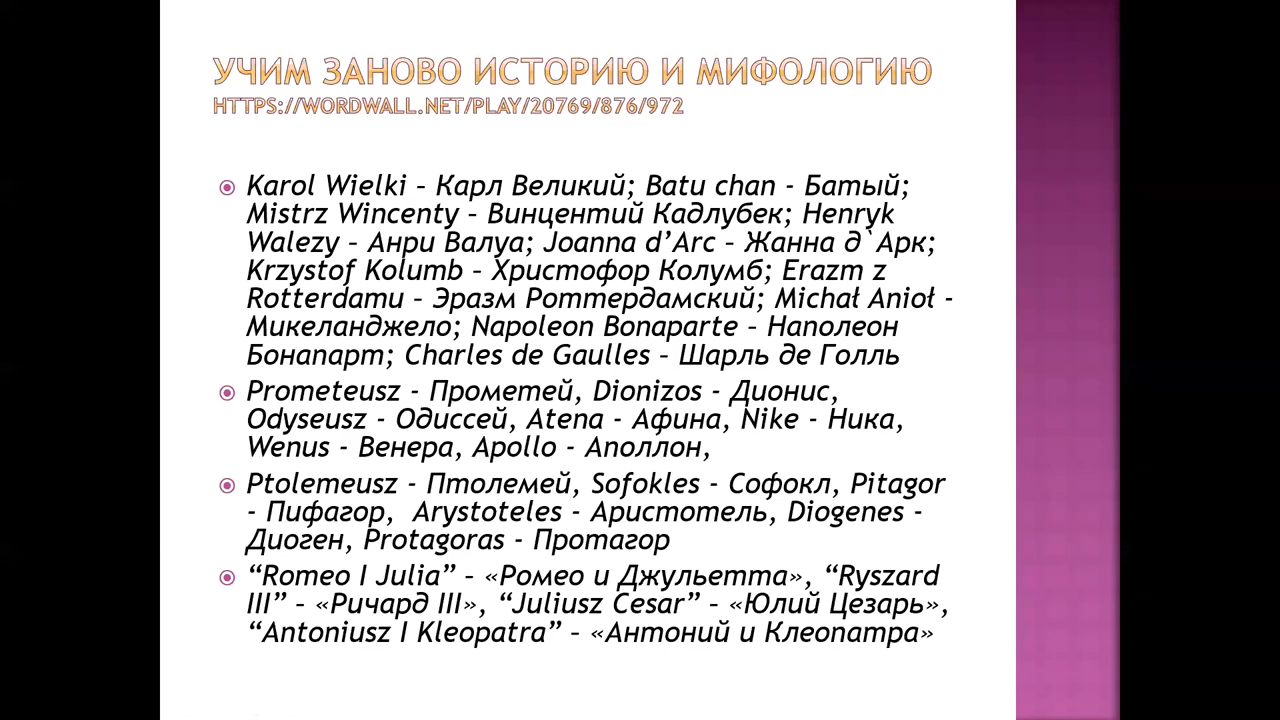 УЧИМ ЗАНОВО ИСТОРИЮ И МИФОЛОГИЮ
HTTPS://WORDWALL.NET/PLAY/20769/876/972
Karol Wielki – Карл Великий; Batu chan - Батый;
Mistrz Wincenty – Винцентий Кадлубек; Henryk
Walezy – Анри Валуа; Joanna d’Arc – Жанна д`Арк;
Krzystof Kolumb – Христофор Колумб; Erazm z
Rotterdamu – Эразм Роттердамский; Michał Anioł -
Микеланджело; Napoleon Bonaparte – Наполеон
Бонапарт; Charles de Gaulles – Шарль де Голль
Prometeusz - Прометей, Dionizos - Дионис,
Odyseusz - Одиссей, Atena - Афина, Nike - Ника,
Wenus - Венера, Apollo - Аполлон,
Ptolemeusz - Птолемей, Sofokles - Софокл, Pitagor
- Пифагор, Arystoteles - Аристотель, Diogenes -
Диоген, Protagoras - Протагор
“Romeo I Julia” – «Ромео и Джульетта», “Ryszard
III” – «Ричард III», “Juliusz Cesar” – «Юлий Цезарь»,
“Antoniusz I Kleopatra” – «Антоний и Клеопатра»